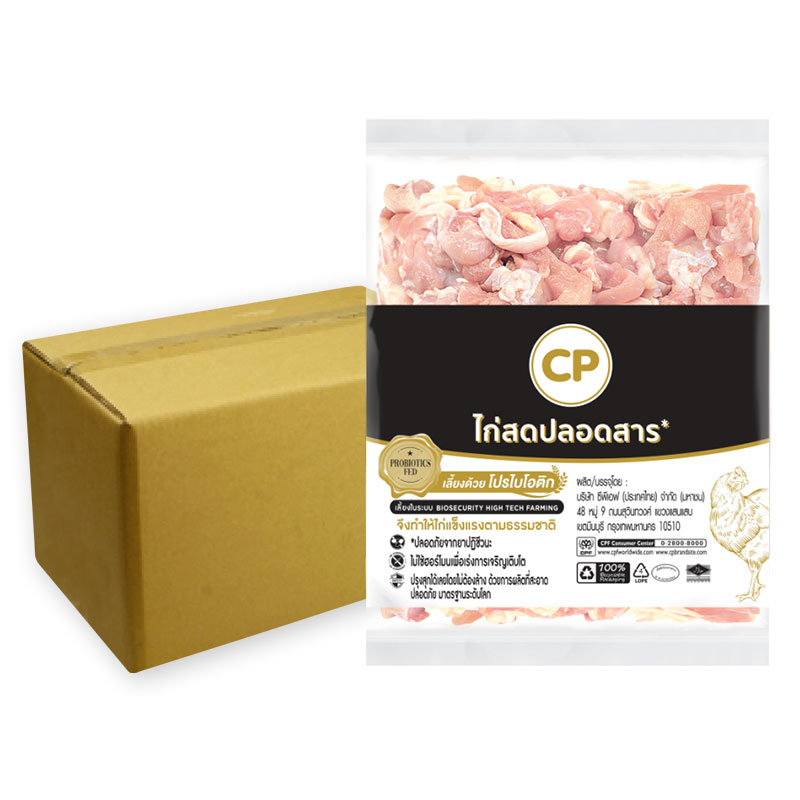 CP
ไก่สดปลอดสาร*
PROBIOTICS
FED
เลี้ยงด้วย โปรไบโอติก
เลี้ยงในระบบ BIOSECURITY HIGH TECH FARMING
จึงทำให้ไก่แข็งแรงตามธรรมชาติ
*ปลอดภัยจากยาปฏิชีวนะ
ไม่ใช้ฮอร์โมนเพื่อเร่งการเจริญเติบโต
ปรุงสุกได้เลยโดยไม่ต้องล้าง ด้วยการผลิตที่สะอาด
ปลอดภัย มาตรฐานระดับโลก
ผลิต/บรรจุโดย :
บริษัท ซีพีเอฟ (ประเทศไทย) จำกัด (มหาชน)
48 หมู่ 9 ถนนสุวินทวงศ์ แขวงแสนแสบ
เขตมีนบุรี กรุงเทพมหานคร 10510
CPF
CPF Consumer Center 0-2800-8000
www.cpfworldwide.com www.cpbrandsite.com
100%
Recyclable
Packaging
4
LDPE